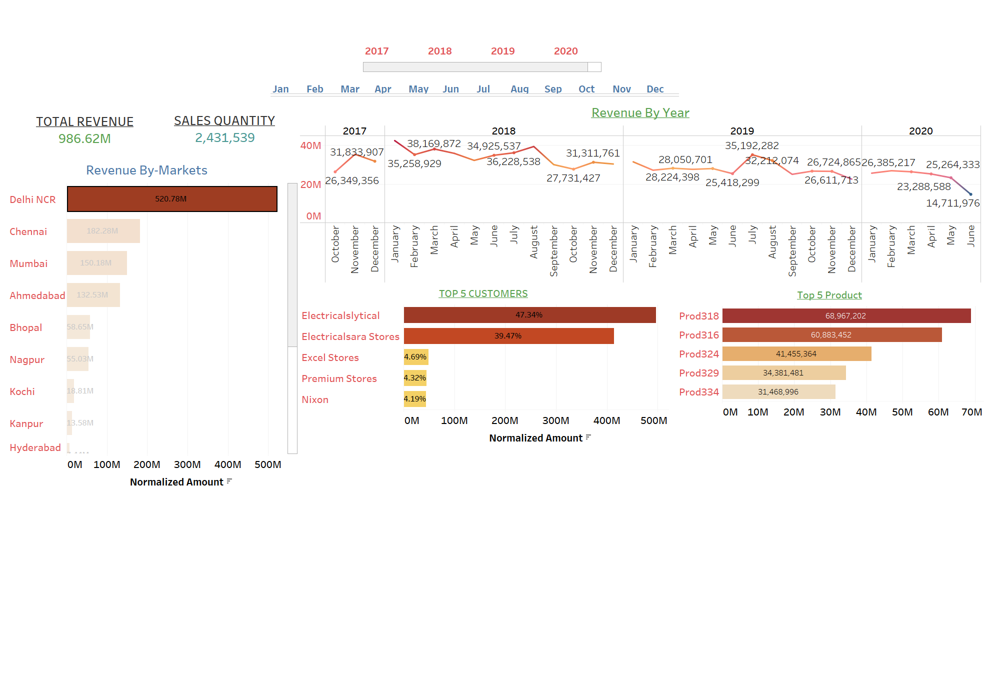 2017 2018 2019 2020
Jan Feb Mar Apr May Jun Jul Aug Sep Oct Nov Dec
TOTAL REVENUE
986.62M
SALES QUANTITY
2,431,539
Revenue By-Markets
Delhi NCR 520.78M
Chennai 182.28M
Mumbai 150.18M
Ahmedabad 132.53M
Bhopal 58.65M
Nagpur 55.03M
Kochi 18.81M
Kanpur 13.58M
Hyderabad
0M 100M 200M 300M 400M 500M
Normalized Amount
Revenue By Year
2017 2018 2019 2020
40M
20M
0M
31,833,907
26,349,356
38,169,872
35,258,929
34,925,537
36,228,538
31,311,761
27,731,427
28,050,701
28,224,398
35,192,282
25,418,299
32,212,074
26,724,865
26,611,713
26,385,217
25,264,333
23,288,588
14,711,976
October November December January February March April May June July August September October November December January February March April May June July August September October November December January February March April May June
TOP 5 CUSTOMERS
Electricalslytical 47.34%
Electricalsara Stores 39.47%
Excel Stores 4.69%
Premium Stores 4.32%
Nixon 4.19%
0M 100M 200M 300M 400M 500M
Normalized Amount
Top 5 Product
Prod318 68,967,202
Prod316 60,883,452
Prod324 41,455,364
Prod329 34,381,481
Prod334 31,468,996
0M 10M 20M 30M 40M 50M 60M 70M